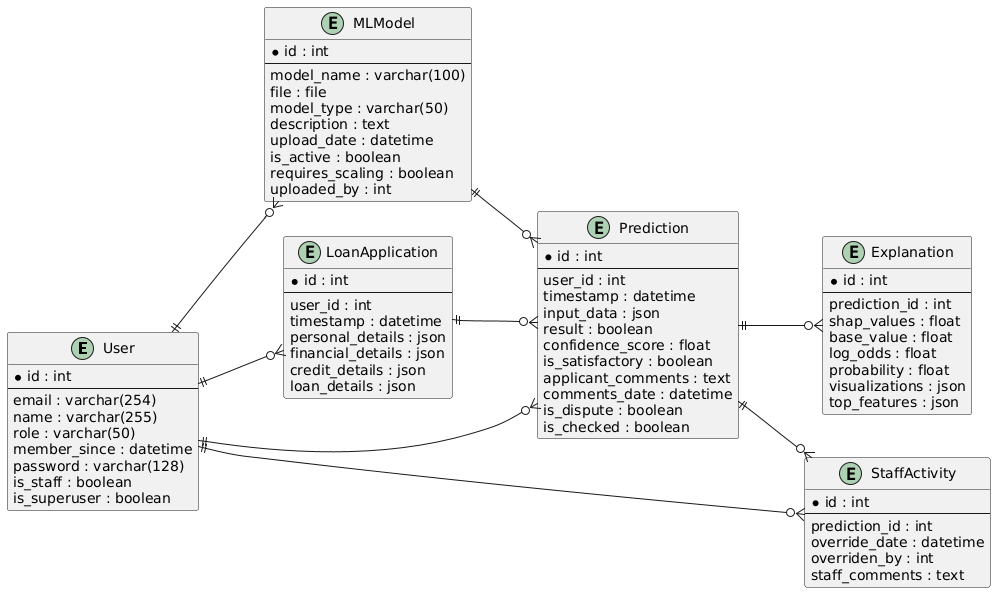 E MLModel
* id : int
model_name : varchar(100)
file : file
model_type : varchar(50)
description : text
upload_date : datetime
is_active : boolean
requires_scaling : boolean
uploaded_by : int
E LoanApplication
* id : int
user_id : int
timestamp : datetime
personal_details : json
financial_details : json
credit_details : json
loan_details : json
E Prediction
* id : int
user_id : int
timestamp : datetime
input_data : json
result : boolean
confidence_score : float
is_satisfactory : boolean
applicant_comments : text
comments_date : datetime
is_dispute : boolean
is_checked : boolean
E Explanation
* id : int
prediction_id : int
shap_values : float
base_value : float
log_odds : float
probability : float
visualizations : json
top_features : json
E User
* id : int
email : varchar(254)
name : varchar(255)
role : varchar(50)
member_since : datetime
password : varchar(128)
is_staff : boolean
is_superuser : boolean
E StaffActivity
* id : int
prediction_id : int
override_date : datetime
overriden_by : int
staff_comments : text